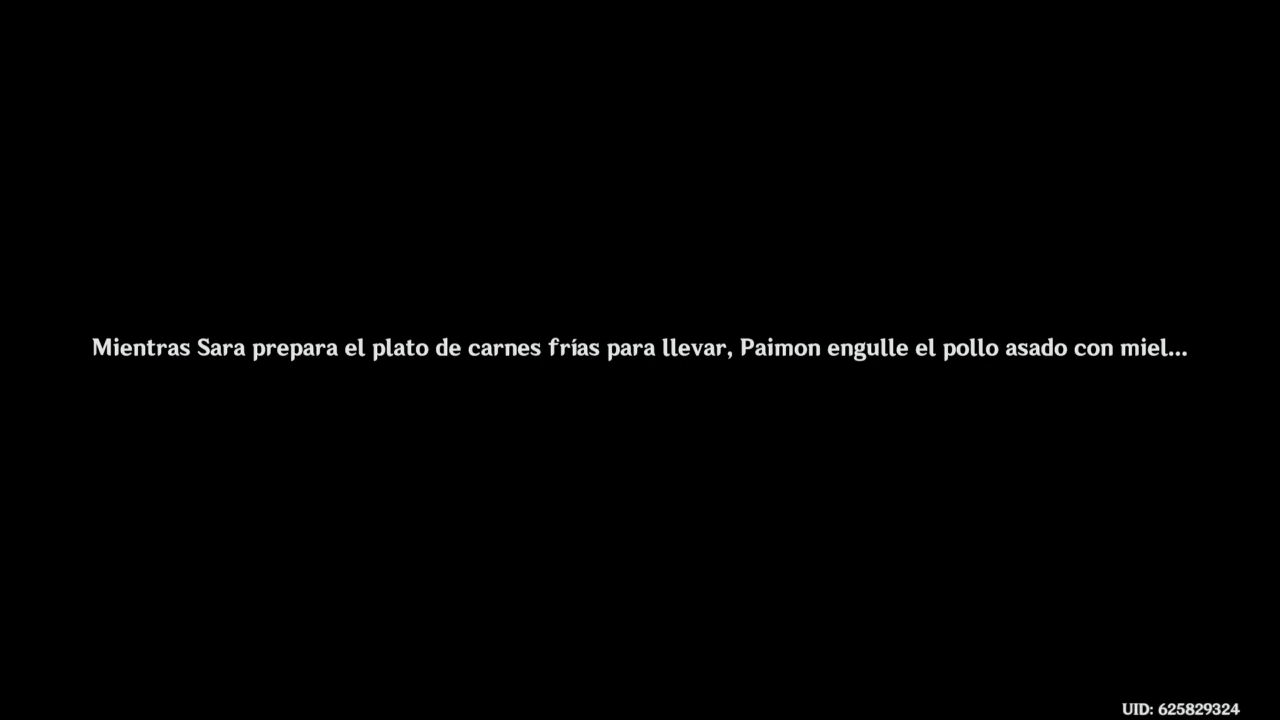 Mientras Sara prepara el plato de carnes frías para llevar, Paimon engulle el pollo asado con miel...
UID: 625829324